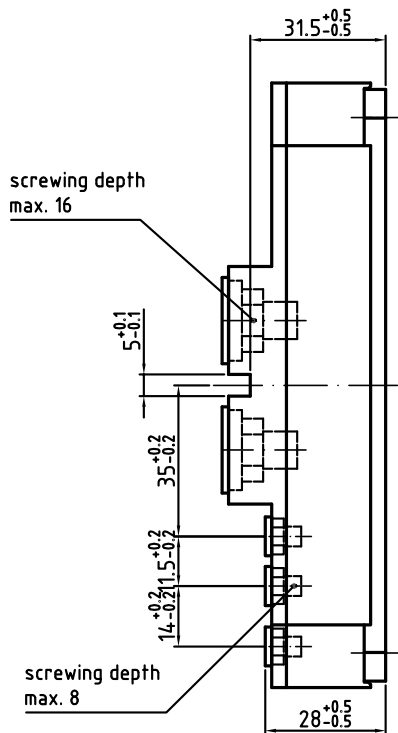 31.5+0.5-0.5
screwing depth
max. 16
5+0.1-0.1
35+0.2-0.2
11.5+0.2-0.2
14+0.2-0.2
screwing depth
max. 8
28+0.5-0.5